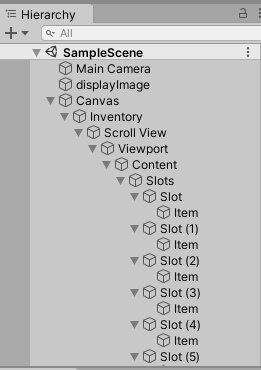 Hierarchy
All
SampleScene
Main Camera
displayImage
Canvas
Inventory
Scroll View
Viewport
Content
Slots
Slot
Item
Slot (1)
Item
Slot (2)
Item
Slot (3)
Item
Slot (4)
Item
Slot (5)